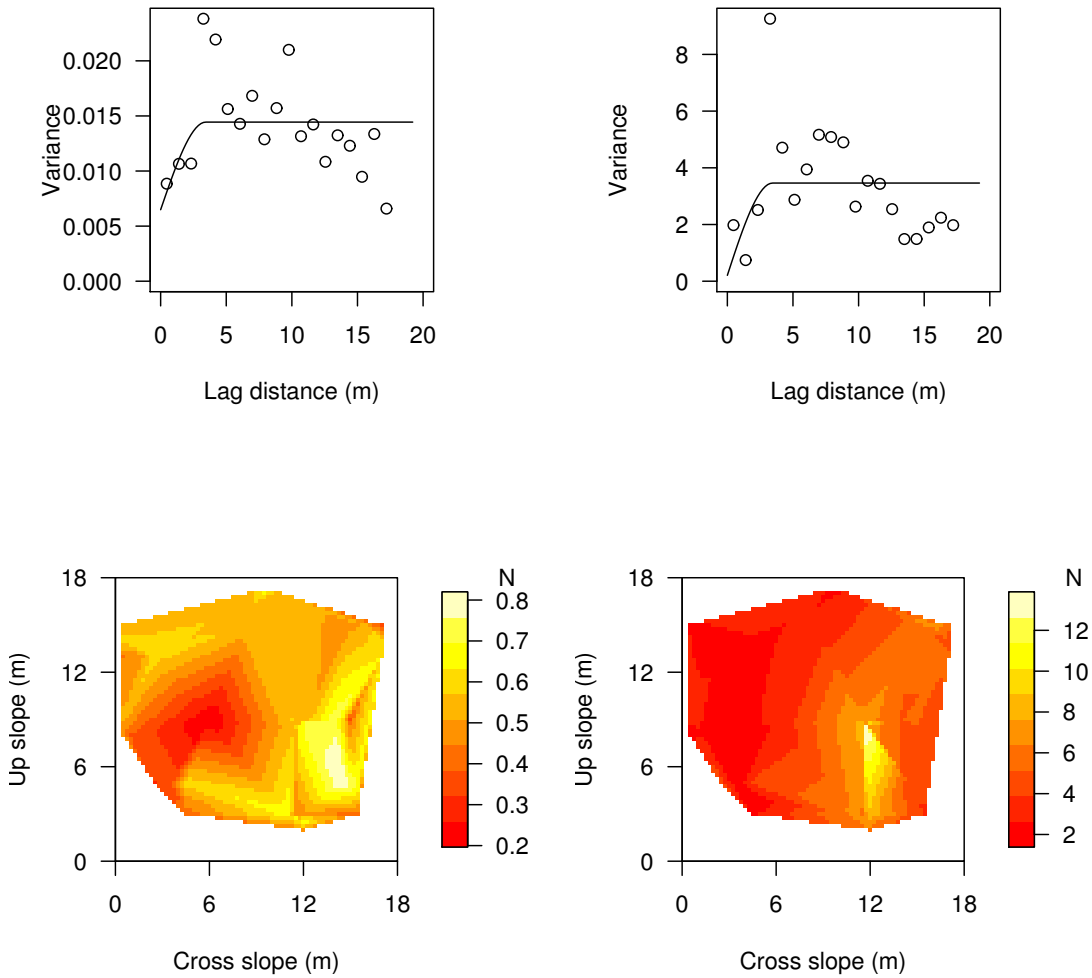 Variance
0.020
0.015
0.010
0.005
0.000
0 5 10 15 20
Lag distance (m)
Variance
8
6
4
2
0
0 5 10 15 20
Lag distance (m)
Up slope (m)
18
12
6
0
0 6 12 18
Cross slope (m)
N
0.8
0.7
0.6
0.5
0.4
0.3
0.2
Up slope (m)
18
12
6
0
0 6 12 18
Cross slope (m)
N
12
10
8
6
4
2